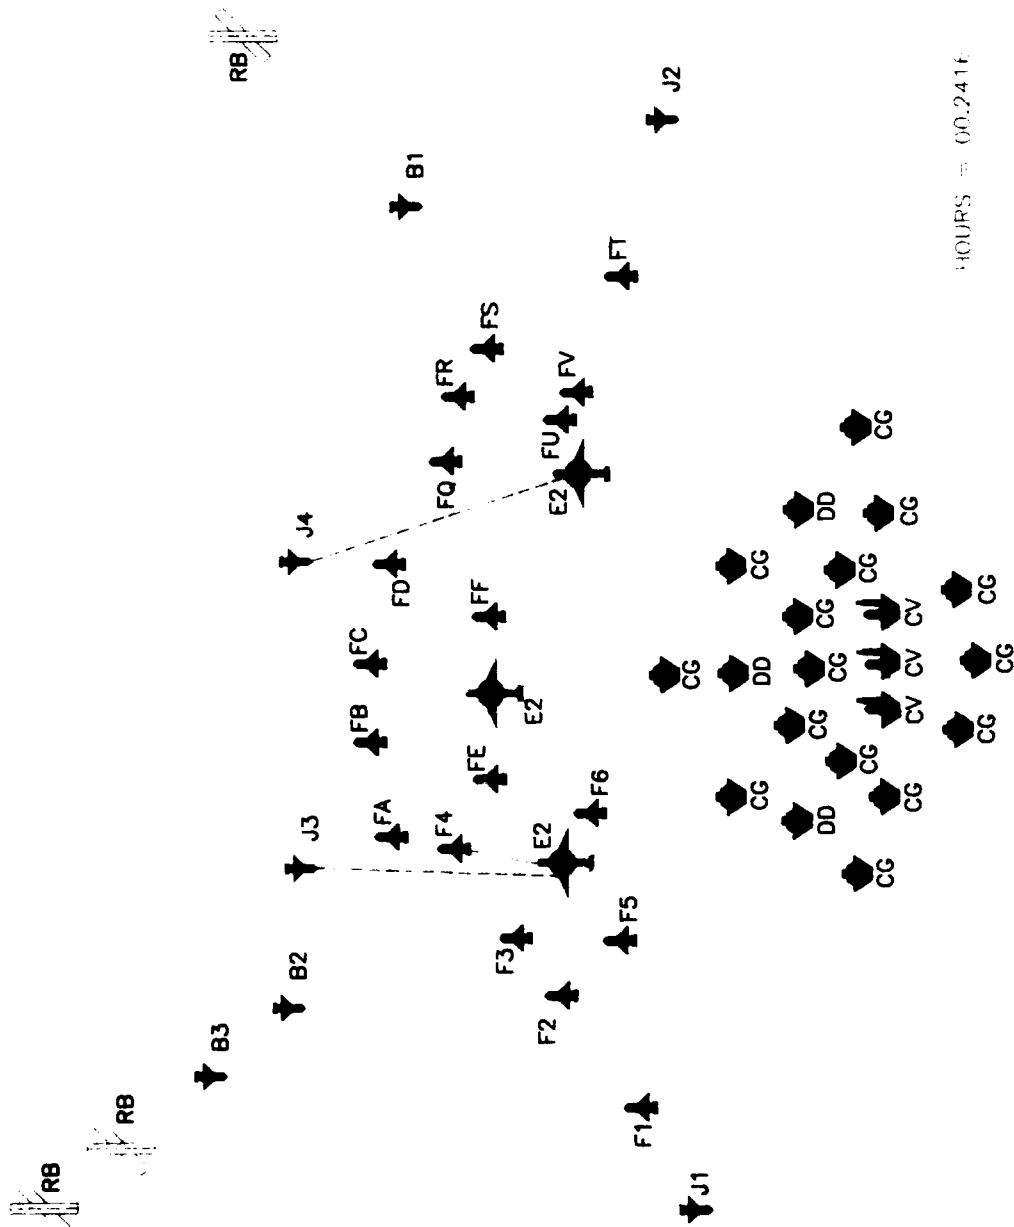 RB
B1
J2
FT
FS
FR
FV
FU
FQ
E2
J4
FD
FF
FC
FB
E2
FE
J3
FA
F4
E2
F6
F3
F5
B2
F2
B3
RB
RB
F1
J1
CG
DD
CG
CG
CG
CG
CV
CG
CG
DD
CG
CV
CG
CG
CV
CG
CG
CG
DD
CG
CG
HOURS = 00.2416